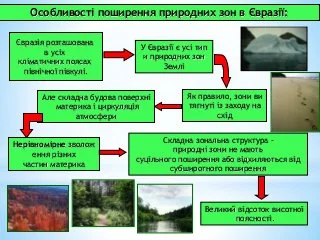 Особливості поширення природних зон в Євразії:
Євразія розташована
в усіх
кліматичних поясах
північної півкулі.
У Євразії є усі тип
и природних зон
Землі
Як правило, зони ви
тягнуті із заходу на
схід
Але складна будова поверхні
материка і циркуляція
атмосфери
Нерівномірне зволож
ення різних
частин материка
Складна зональна структура –
природні зони не мають
суцільного поширення або відхиляються від
субширотного поширення
Великий відсоток висотної
поясності.